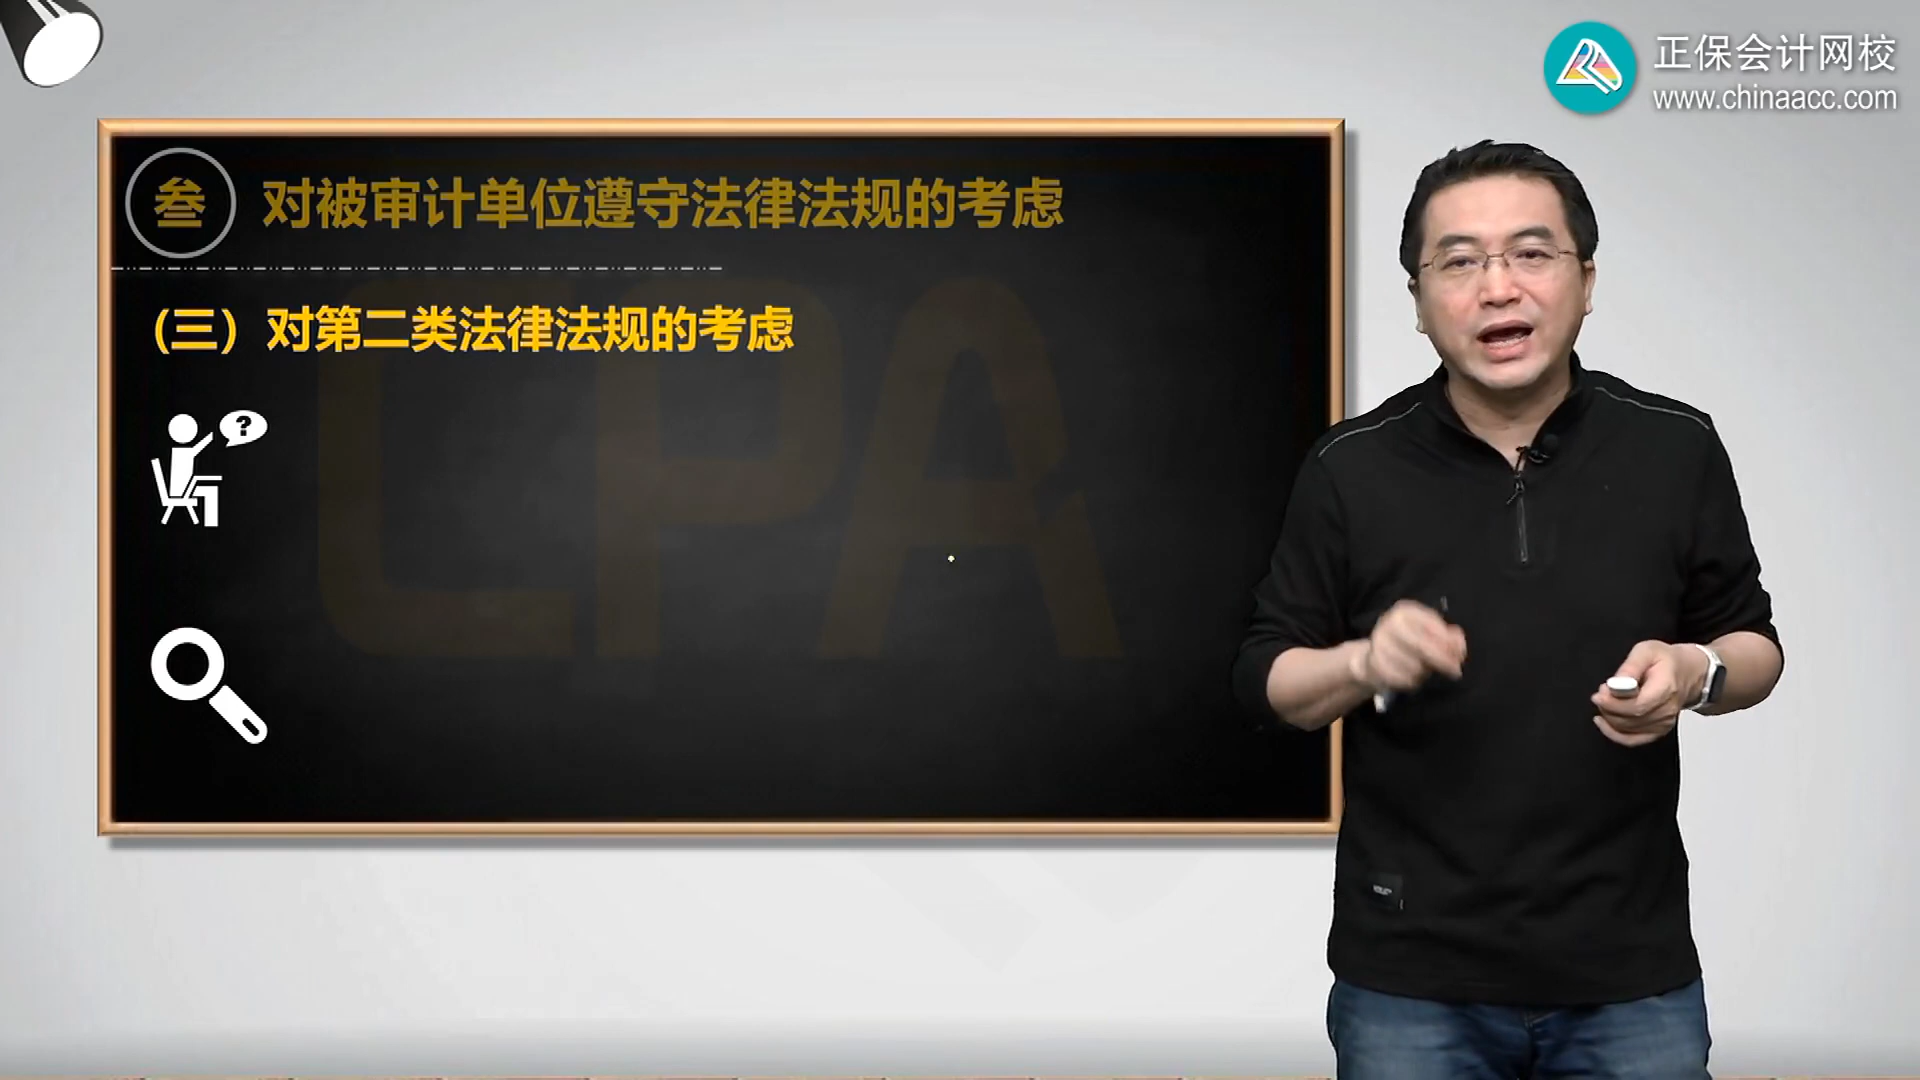 正保会计网校
www.chinaacc.com
叁 对被审计单位遵守法律法规的考虑
(三) 对第二类法律法规的考虑
?
CPA